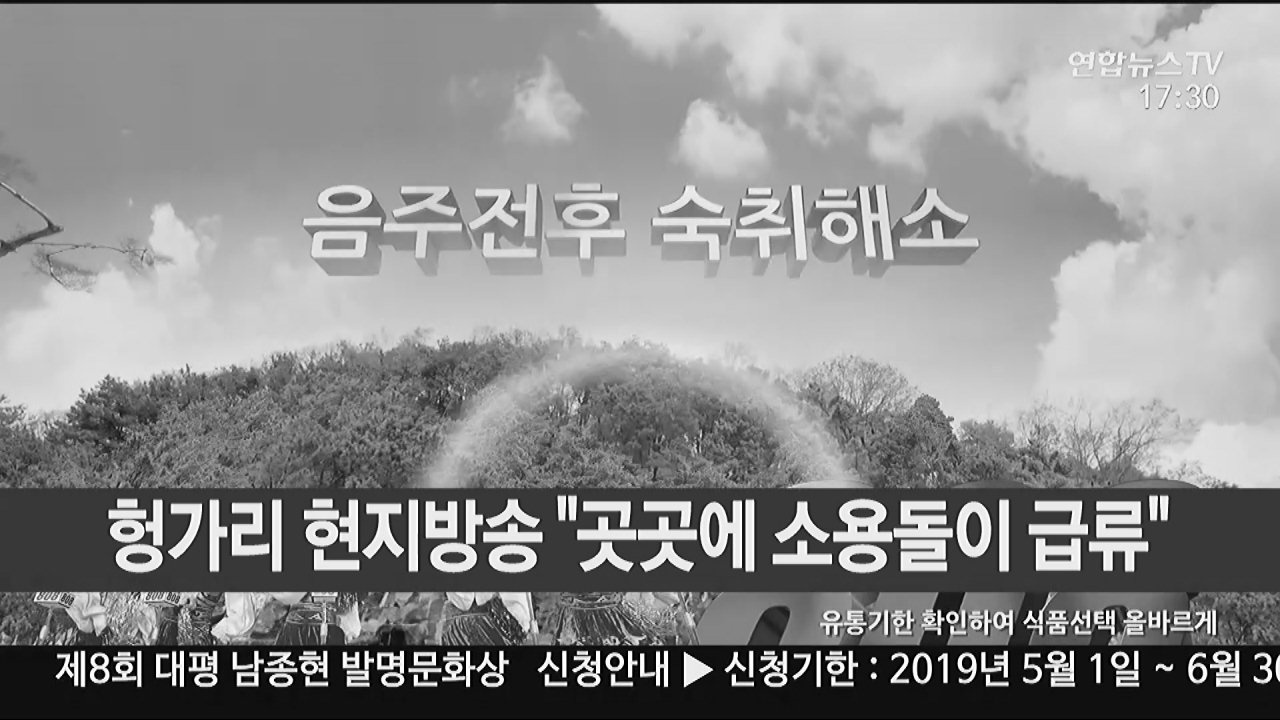 연합뉴스TV
17:30
음주전후 숙취해소
헝가리 현지방송 "곳곳에 소용돌이 급류"
유통기한 확인하여 식품선택 올바르게
제8회 대평 남종현 발명문화상 신청안내 ▶ 신청기한 : 2019년 5월 1일 ~ 6월 30